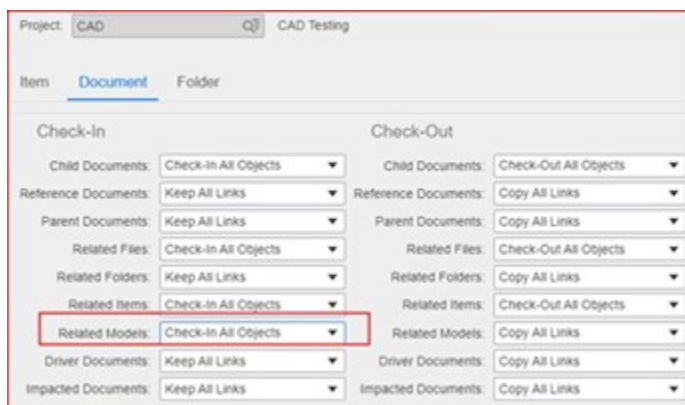 Project: CAD CAD Testing
Item Document Folder
Check-In Check-Out
Child Documents: Check-In All Objects Child Documents: Check-Out All Objects
Reference Documents: Keep All Links Reference Documents: Copy All Links
Parent Documents: Keep All Links Parent Documents: Copy All Links
Related Files: Check-In All Objects Related Files: Check-Out All Objects
Related Folders: Keep All Links Related Folders: Copy All Links
Related Items: Check-In All Objects Related Items: Check-Out All Objects
Related Models: Check-In All Objects Related Models: Copy All Links
Driver Documents: Keep All Links Driver Documents: Copy All Links
Impacted Documents: Keep All Links Impacted Documents: Copy All Links